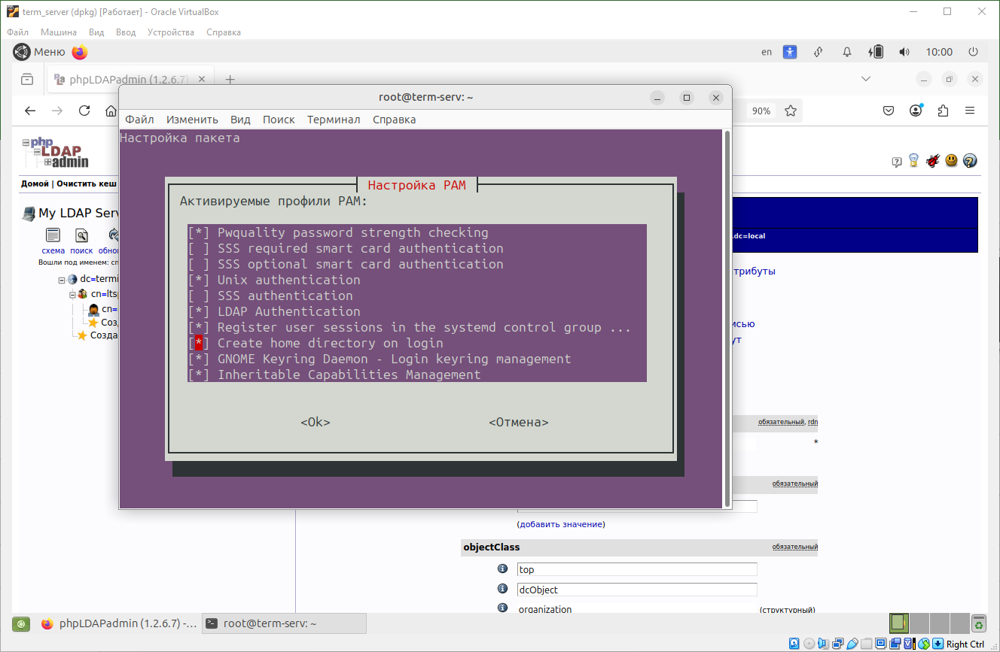 term_server (dpkg) [Работает] - Oracle VirtualBox
Файл Машина Вид Ввод Устройства Справка
Меню en 10:00
phpLDAPadmin (1.2.6.7)
root@term-serv: ~
90%
Файл Изменить Вид Поиск Терминал Справка
Настройка пакета
php
LDAP
admin
Домой | Очистить кеш
Настройка PAM
Активируемые профили PAM:
My LDAP Serv
схема поиск обно
Вошли под именем: cn
dc=termi
cn=ltsp
cn=
Соз
Созда
[*] Pwquality password strength checking
[ ] SSS required smart card authentication
[ ] SSS optional smart card authentication
[*] Unix authentication
[ ] SSS authentication
[*] LDAP Authentication
[*] Register user sessions in the systemd control group ...
[*] Create home directory on login
[*] GNOME Keyring Daemon - Login keyring management
[*] Inheritable Capabilities Management
<Ok> <Отмена>
,dc=local
трибуты
исью
ут
обязательный, rdn
*
обязательный
(добавить значение)
objectClass обязательный
top
dcObject
organization (структурный)
phpLDAPadmin (1.2.6.7) -... root@term-serv: ~
Right Ctrl